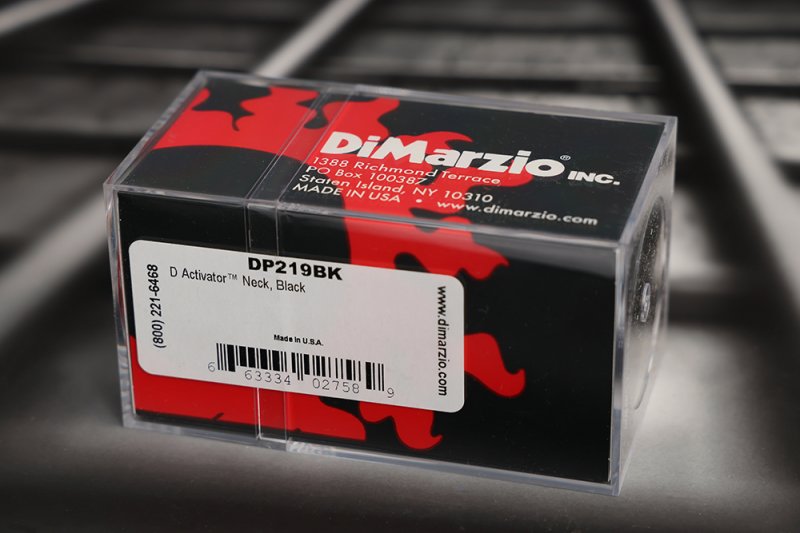 DiMarzio® INC.
1388 Richmond Terrace
PO Box 100387
Staten Island, NY 10310
MADE IN USA • www.dimarzio.com
DP219BK
D Activator™ Neck, Black
(800) 221-6468
www.dimarzio.com
Made in U.S.A.
6 63334 02758 9